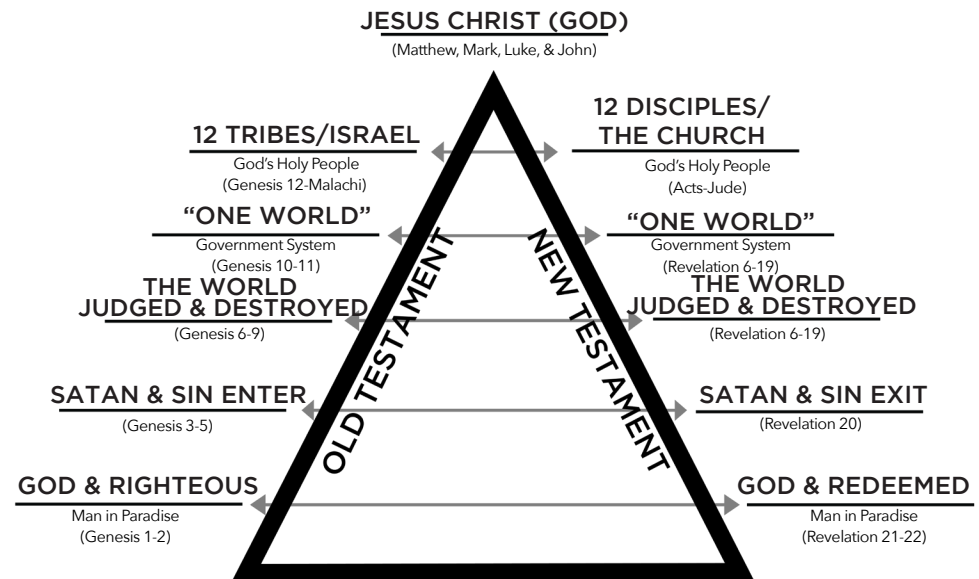 JESUS CHRIST (GOD)
(Matthew, Mark, Luke, & John)
12 TRIBES/ISRAEL
God's Holy People
(Genesis 12-Malachi)
12 DISCIPLES/
THE CHURCH
God's Holy People
(Acts-Jude)
"ONE WORLD"
Government System
(Genesis 10-11)
"ONE WORLD"
Government System
(Revelation 6-19)
THE WORLD
JUDGED & DESTROYED
(Genesis 6-9)
THE WORLD
JUDGED & DESTROYED
(Revelation 6-19)
OLD TESTAMENT
NEW TESTAMENT
SATAN & SIN ENTER
(Genesis 3-5)
SATAN & SIN EXIT
(Revelation 20)
GOD & RIGHTEOUS
Man in Paradise
(Genesis 1-2)
GOD & REDEEMED
Man in Paradise
(Revelation 21-22)